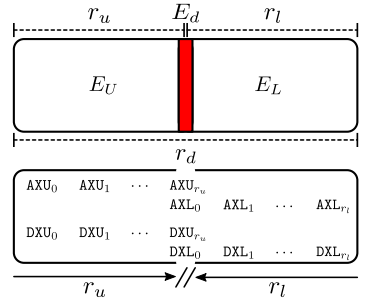 r_u E_d r_l
E_U E_L
r_d
AXU_0 AXU_1 ⋯ AXU_{r_u}
AXL_0 AXL_1 ⋯ AXL_{r_l}
DXU_0 DXU_1 ⋯ DXU_{r_u}
DXL_0 DXL_1 ⋯ DXL_{r_l}
r_u // r_l